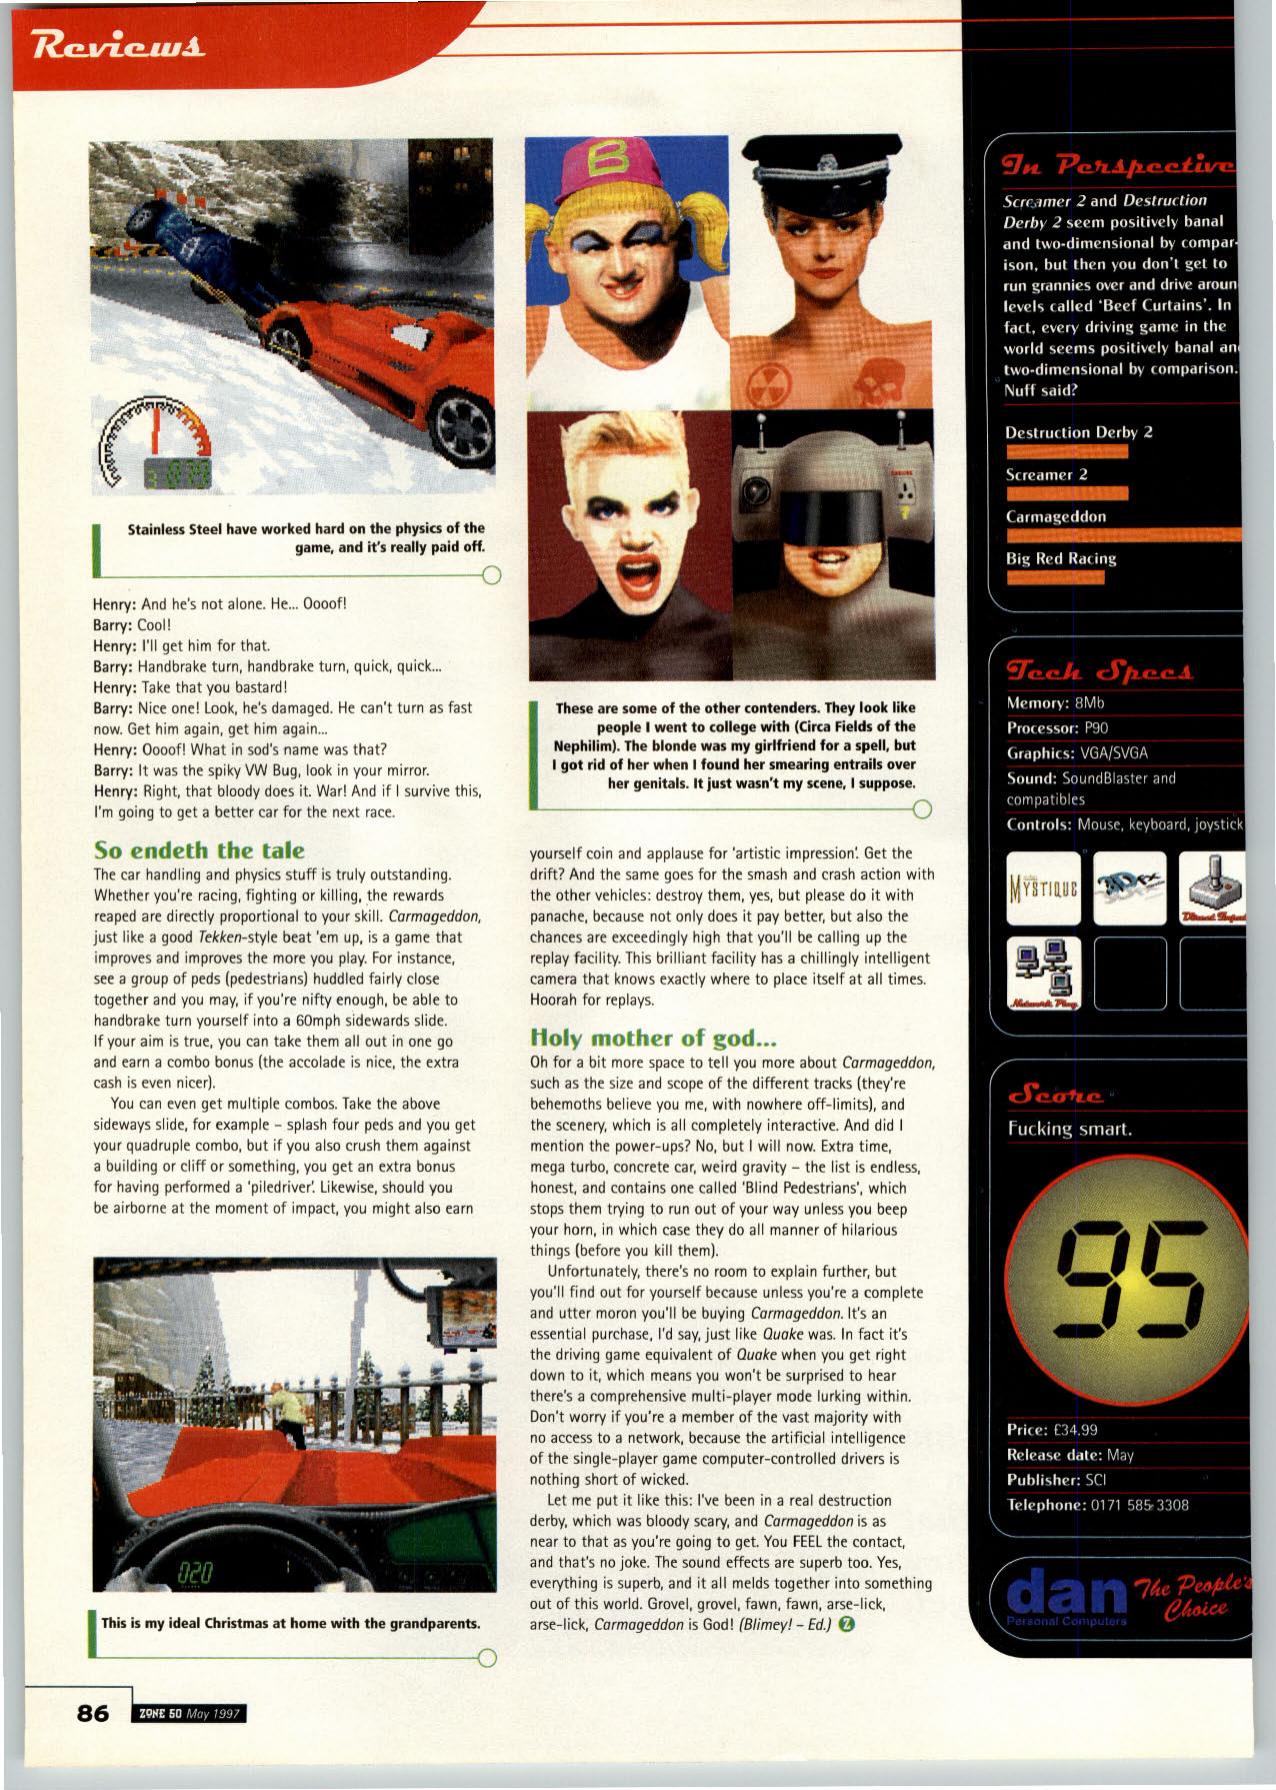 Reviews
Stainless Steel have worked hard on the physics of the
game, and it's really paid off.
Henry: And he's not alone. He... Oooof!
Barry: Cool!
Henry: I'll get him for that.
Barry: Handbrake turn, handbrake turn, quick, quick...
Henry: Take that you bastard!
Barry: Nice one! Look, he's damaged. He can't turn as fast
now. Get him again, get him again...
Henry: Oooof! What in sod's name was that?
Barry: It was the spiky VW Bug, look in your mirror.
Henry: Right, that bloody does it. War! And if I survive this,
I'm going to get a better car for the next race.
So endeth the tale
The car handling and physics stuff is truly outstanding.
Whether you're racing, fighting or killing, the rewards
reaped are directly proportional to your skill. Carmageddon,
just like a good Tekken-style beat 'em up, is a game that
improves and improves the more you play. For instance,
see a group of peds (pedestrians) huddled fairly close
together and you may, if you're nifty enough, be able to
handbrake turn yourself into a 60mph sidewards slide.
If your aim is true, you can take them all out in one go
and earn a combo bonus (the accolade is nice, the extra
cash is even nicer).
You can even get multiple combos. Take the above
sideways slide, for example – splash four peds and you get
your quadruple combo, but if you also crush them against
a building or cliff or something, you get an extra bonus
for having performed a 'piledriver'. Likewise, should you
be airborne at the moment of impact, you might also earn
020
This is my ideal Christmas at home with the grandparents.
B
These are some of the other contenders. They look like
people I went to college with (Circa Fields of the
Nephilim). The blonde was my girlfriend for a spell, but
I got rid of her when I found her smearing entrails over
her genitals. It just wasn't my scene, I suppose.
yourself coin and applause for 'artistic impression'. Get the
drift? And the same goes for the smash and crash action with
the other vehicles: destroy them, yes, but please do it with
panache, because not only does it pay better, but also the
chances are exceedingly high that you'll be calling up the
replay facility. This brilliant facility has a chillingly intelligent
camera that knows exactly where to place itself at all times.
Hoorah for replays.
Holy mother of god...
Oh for a bit more space to tell you more about Carmageddon,
such as the size and scope of the different tracks (they're
behemoths believe you me, with nowhere off-limits), and
the scenery, which is all completely interactive. And did I
mention the power-ups? No, but I will now. Extra time,
mega turbo, concrete car, weird gravity – the list is endless,
honest, and contains one called 'Blind Pedestrians', which
stops them trying to run out of your way unless you beep
your horn, in which case they do all manner of hilarious
things (before you kill them).
Unfortunately, there's no room to explain further, but
you'll find out for yourself because unless you're a complete
and utter moron you'll be buying Carmageddon. It's an
essential purchase, I'd say, just like Quake was. In fact it's
the driving game equivalent of Quake when you get right
down to it, which means you won't be surprised to hear
there's a comprehensive multi-player mode lurking within.
Don't worry if you're a member of the vast majority with
no access to a network, because the artificial intelligence
of the single-player game computer-controlled drivers is
nothing short of wicked.
Let me put it like this: I've been in a real destruction
derby, which was bloody scary, and Carmageddon is as
near to that as you're going to get. You FEEL the contact,
and that's no joke. The sound effects are superb too. Yes,
everything is superb, and it all melds together into something
out of this world. Grovel, grovel, fawn, fawn, arse-lick,
arse-lick, Carmageddon is God! (Blimey! – Ed.) Z
In Perspective
Screamer 2 and Destruction
Derby 2 seem positively banal
and two-dimensional by compar-
ison, but then you don't get to
run grannies over and drive aroun
levels called 'Beef Curtains'. In
fact, every driving game in the
world seems positively banal an
two-dimensional by comparison.
Nuff said?
Destruction Derby 2
Screamer 2
Carmageddon
Big Red Racing
Tech Specs
Memory: 8Mb
Processor: P90
Graphics: VGA/SVGA
Sound: SoundBlaster and
compatibles
Controls: Mouse, keyboard, joystick
MYSTIQUE
3Dfx
Direct Input
Network Play
Score
Fucking smart.
95
Price: £34.99
Release date: May
Publisher: SCI
Telephone: 0171 585 3308
dan
Personal Computers
The People's
Choice
86
ZONE 50 May 1997